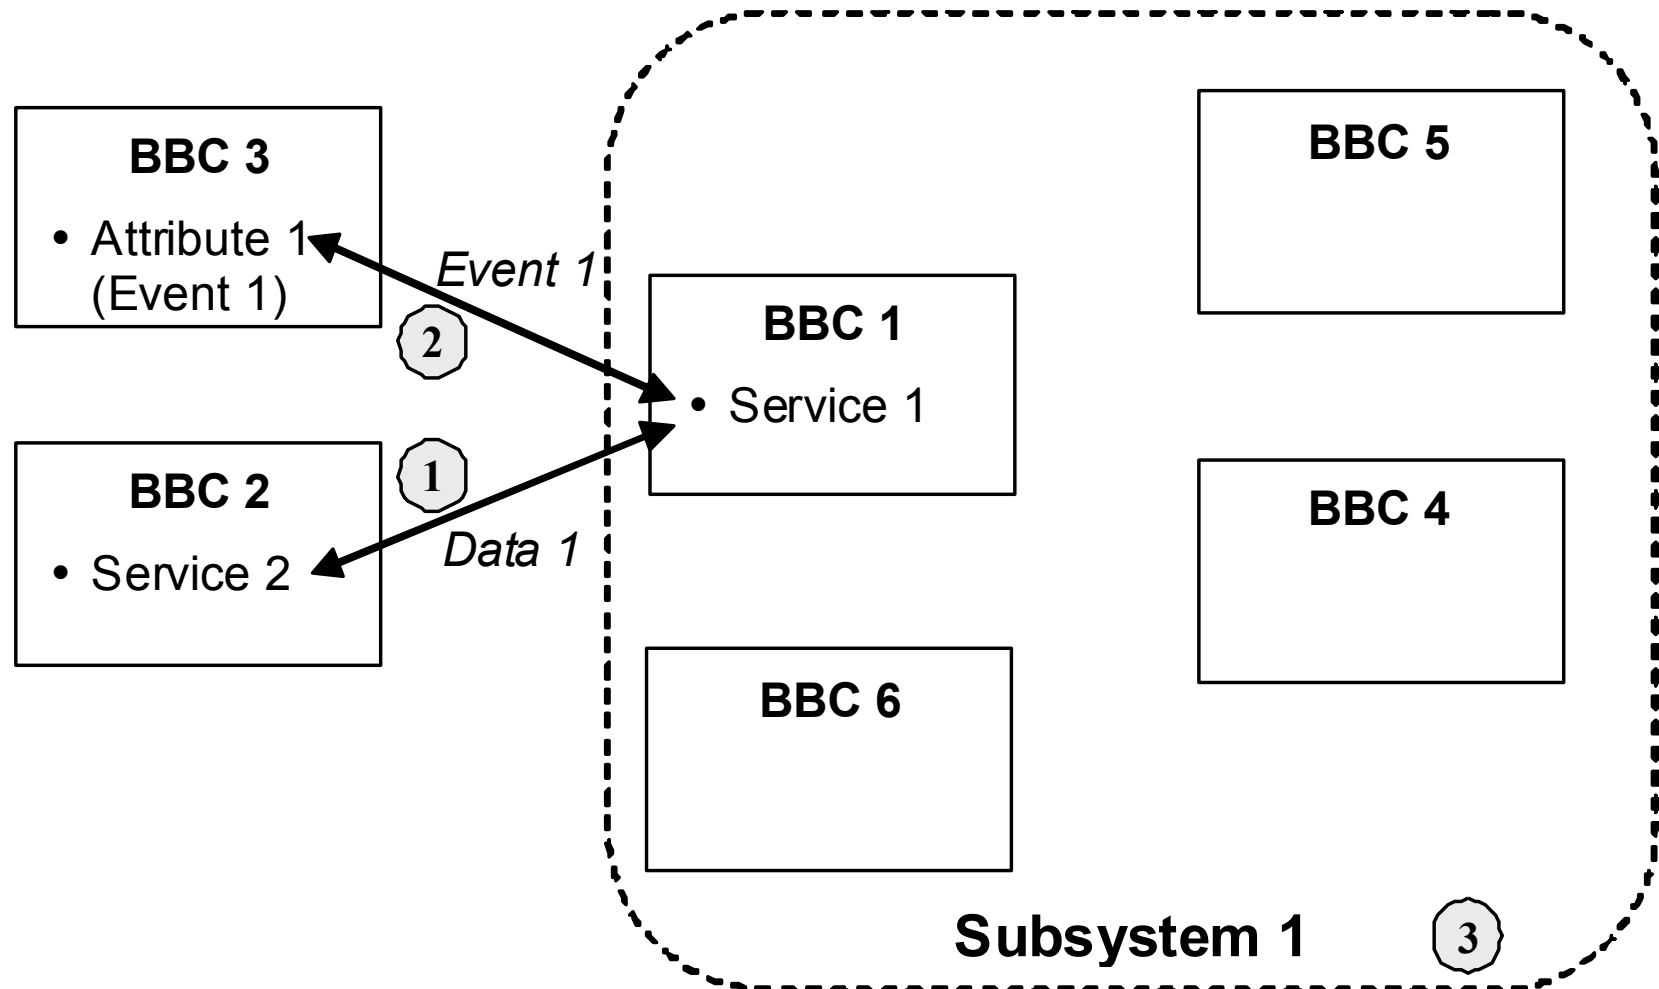 BBC 3
• Attribute 1
(Event 1)
Event 1
2
BBC 2
• Service 2
1
Data 1
BBC 1
• Service 1
BBC 5
BBC 4
BBC 6
Subsystem 1
3